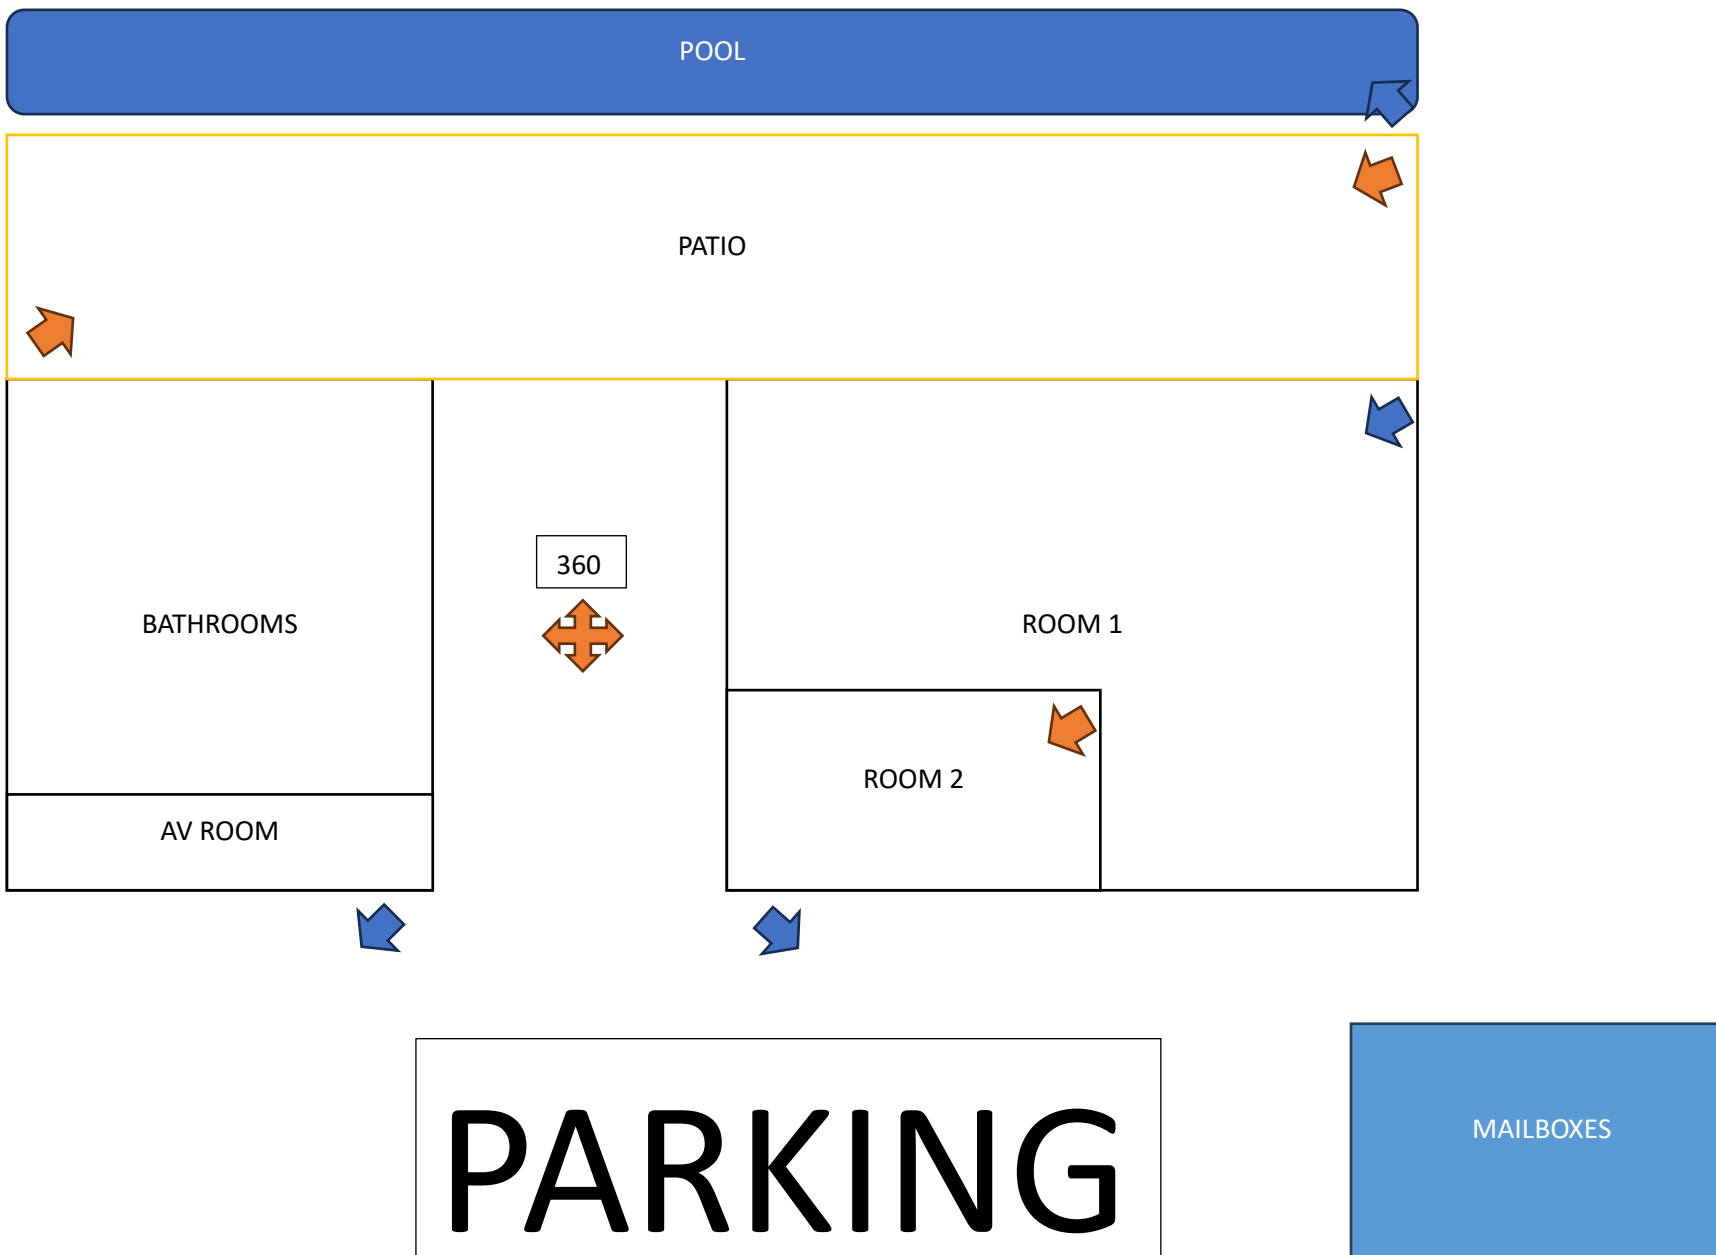 POOL
PATIO
360
BATHROOMS
ROOM 1
ROOM 2
AV ROOM
PARKING
MAILBOXES